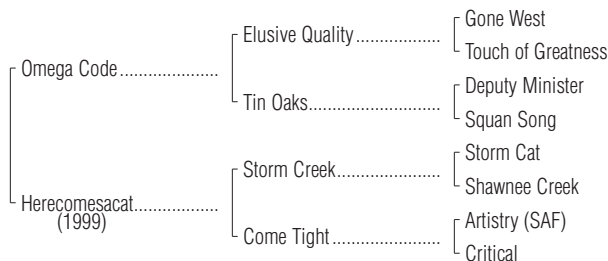 Gone West
Elusive Quality ..................
Touch of Greatness
Omega Code .....................
Deputy Minister
Tin Oaks............................
Squan Song
Storm Cat
Storm Creek......................
Shawnee Creek
Herecomesacat..................
(1999)
Artistry (SAF)
Come Tight .......................
Critical